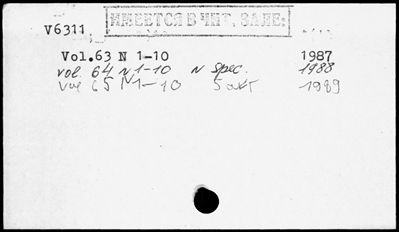 ИМЕЕТСЯ В ЧИТ. ЗАЛЕ:
V6311
Vol.63 N 1-10 1987
vol. 64 N 1-10 N spec. 1988
vol 65 N 1-10 1989